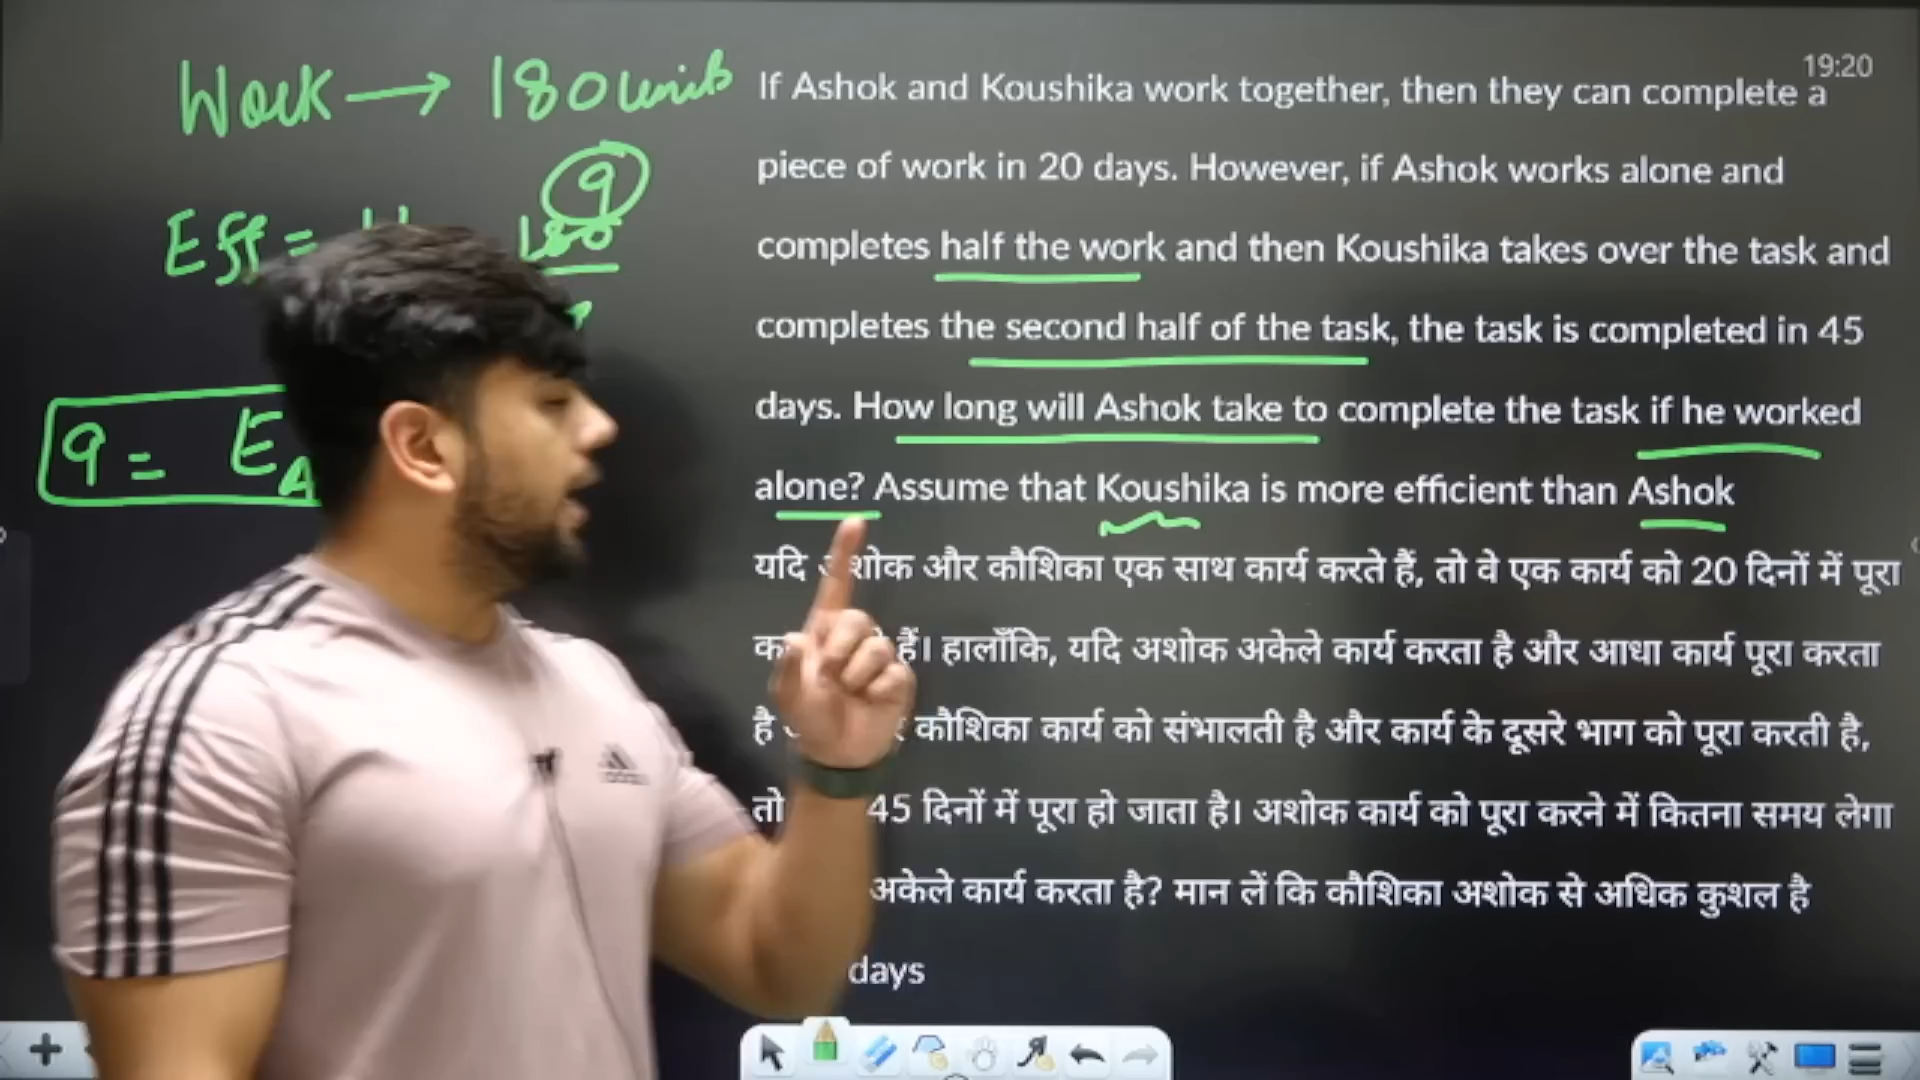 19:20
Work → 180 units
9
Eff =
180
9 = E A
If Ashok and Koushika work together, then they can complete a
piece of work in 20 days. However, if Ashok works alone and
completes half the work and then Koushika takes over the task and
completes the second half of the task, the task is completed in 45
days. How long will Ashok take to complete the task if he worked
alone? Assume that Koushika is more efficient than Ashok
यदि अशोक और कौशिका एक साथ कार्य करते हैं, तो वे एक कार्य को 20 दिनों में पूरा
हैं। हालाँकि, यदि अशोक अकेले कार्य करता है और आधा कार्य पूरा करता
है कौशिका कार्य को संभालती है और कार्य के दूसरे भाग को पूरा करती है,
तो 45 दिनों में पूरा हो जाता है। अशोक कार्य को पूरा करने में कितना समय लेगा
अकेले कार्य करता है? मान लें कि कौशिका अशोक से अधिक कुशल है
days